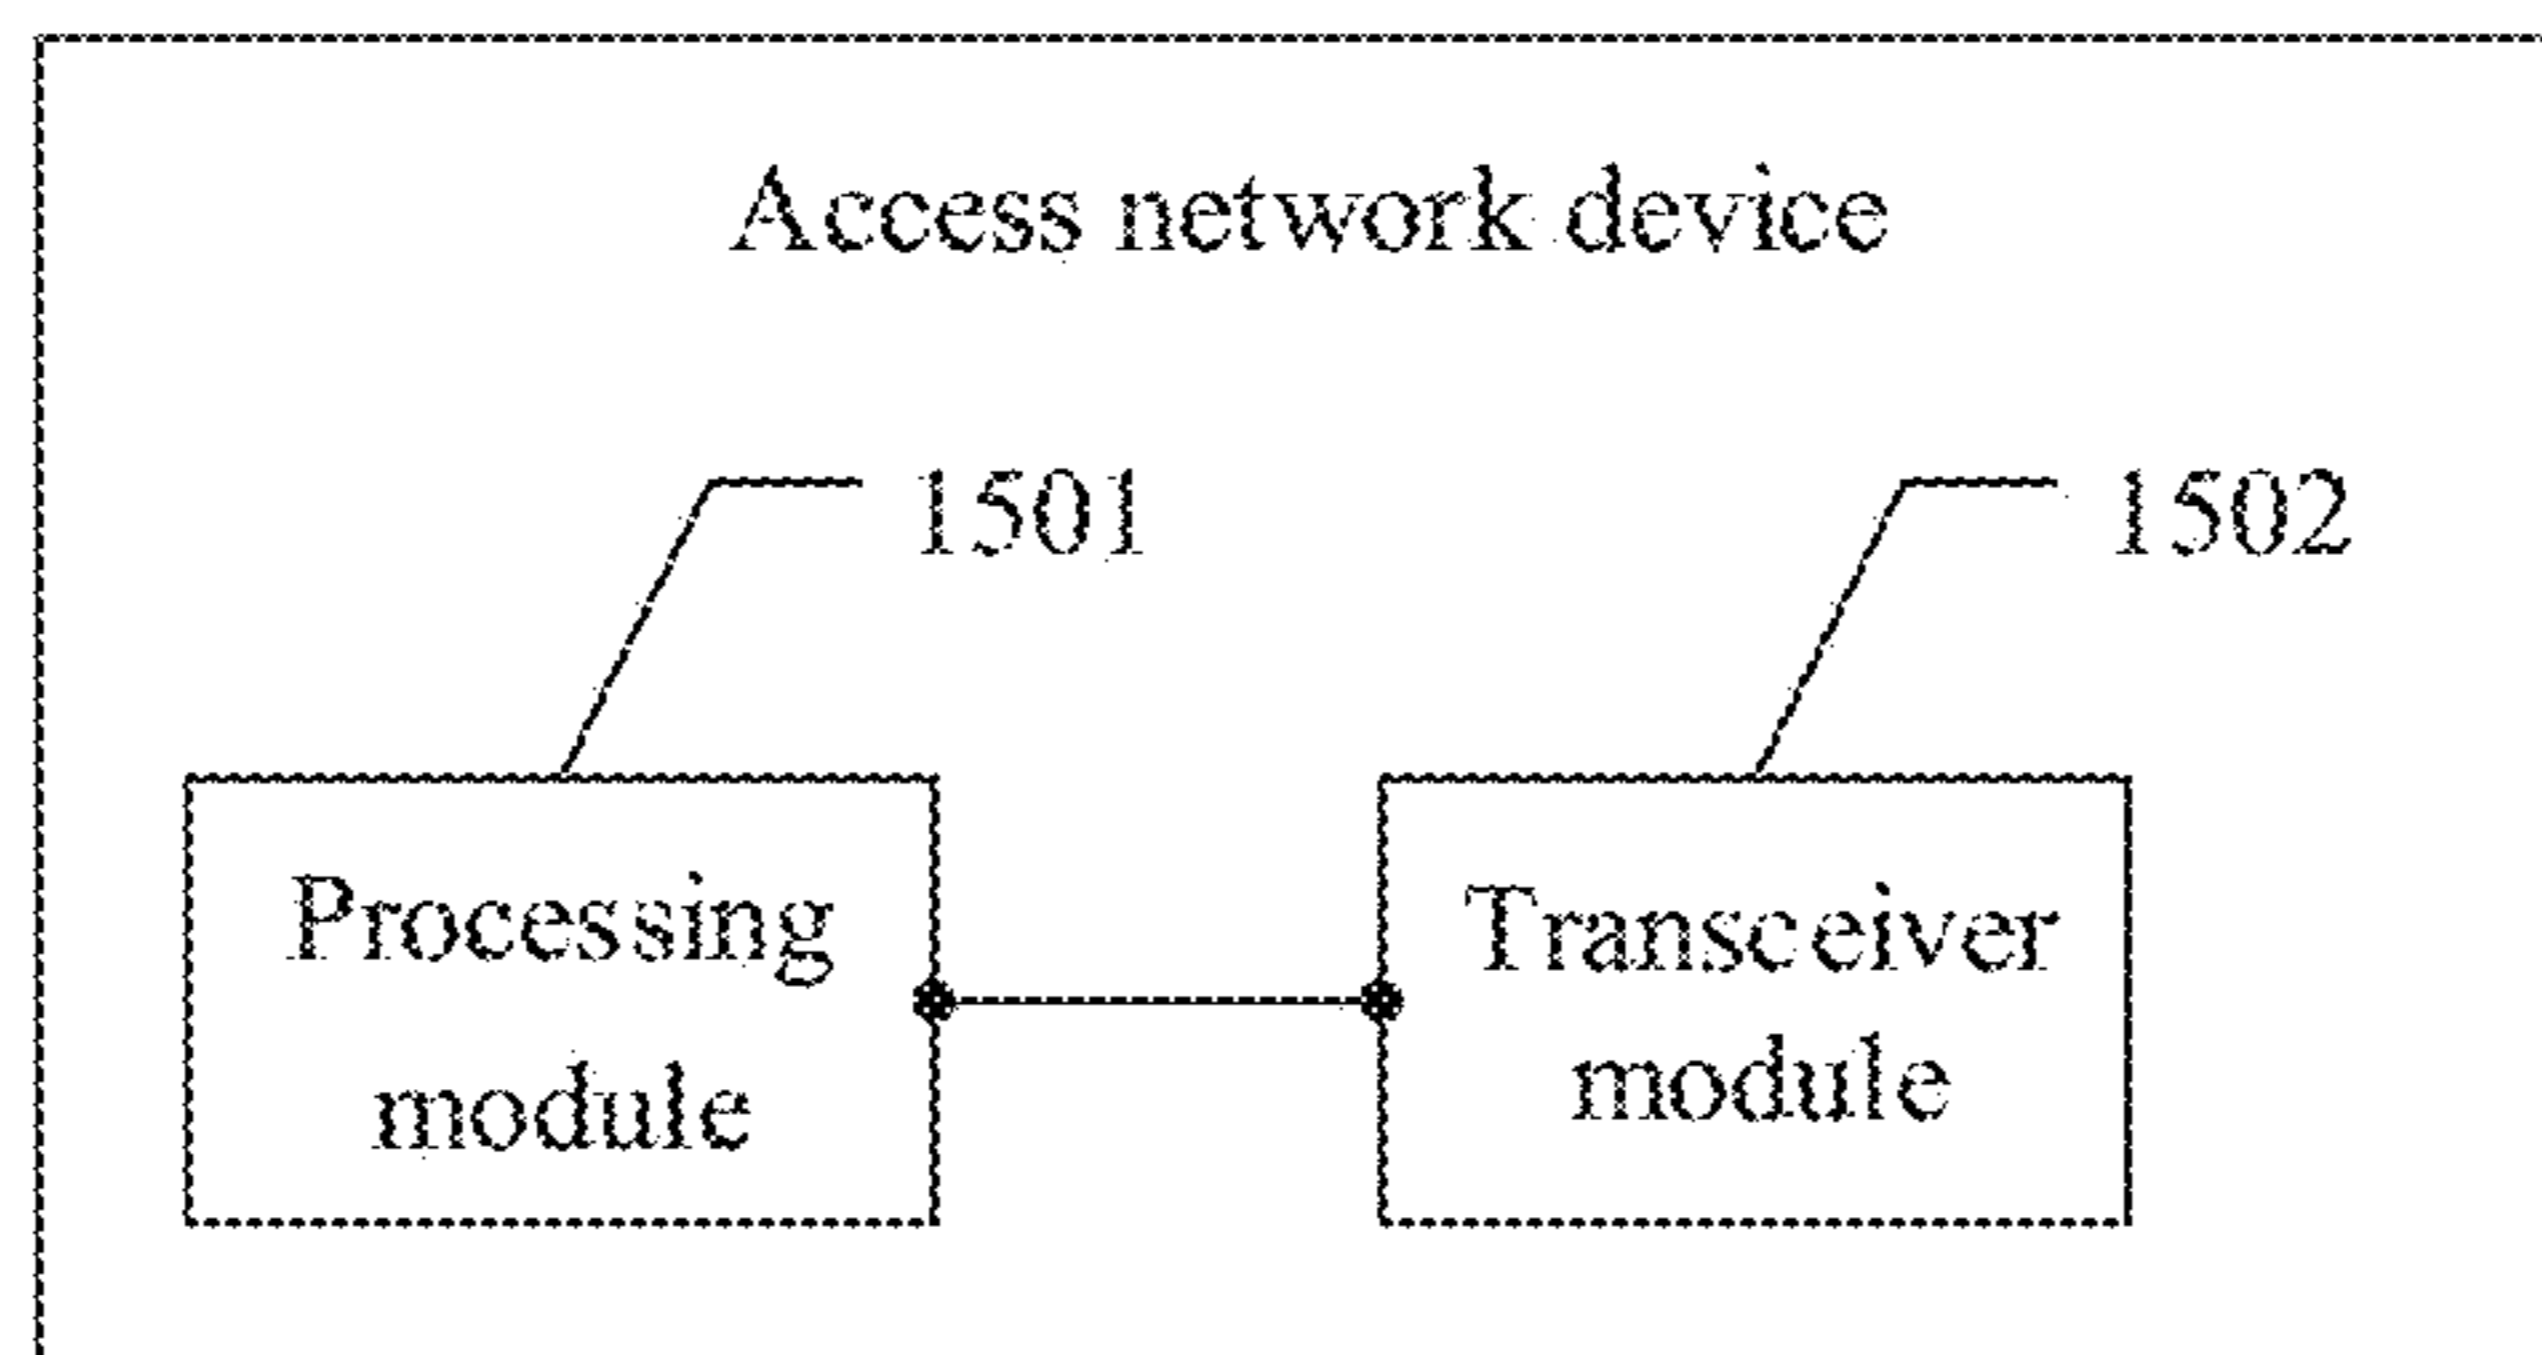 Access network device
1501
1502
Processing
module
Transceiver
module